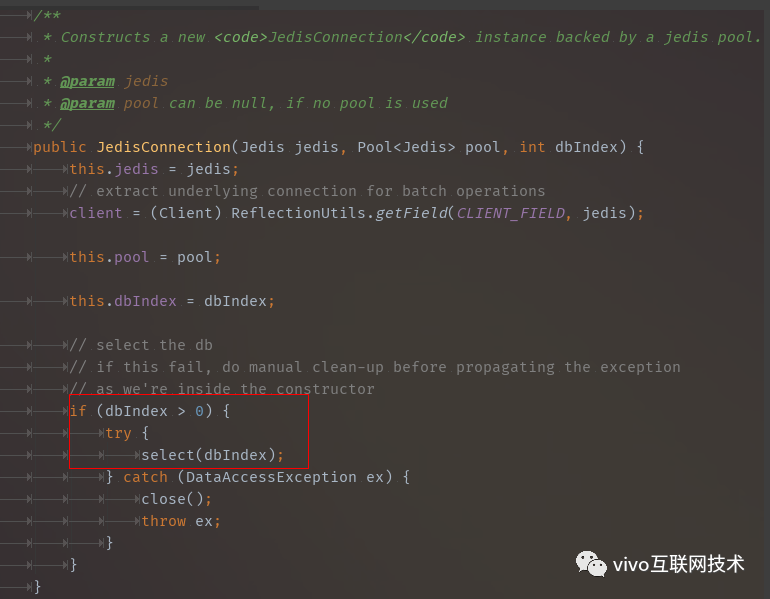 /**
 * Constructs a new <code>JedisConnection</code> instance backed by a jedis pool.
 *
 * @param jedis
 * @param pool can be null, if no pool is used
 */
public JedisConnection(Jedis jedis, Pool<Jedis> pool, int dbIndex) {
this.jedis = jedis;
// extract underlying connection for batch operations
client = (Client) ReflectionUtils.getField(CLIENT_FIELD, jedis);
this.pool = pool;
this.dbIndex = dbIndex;
// select the db
// if this fail, do manual clean-up before propagating the exception
// as we're inside the constructor
if (dbIndex > 0) {
try {
select(dbIndex);
} catch (DataAccessException ex) {
close();
throw ex;
}
}
}
vivo互联网技术